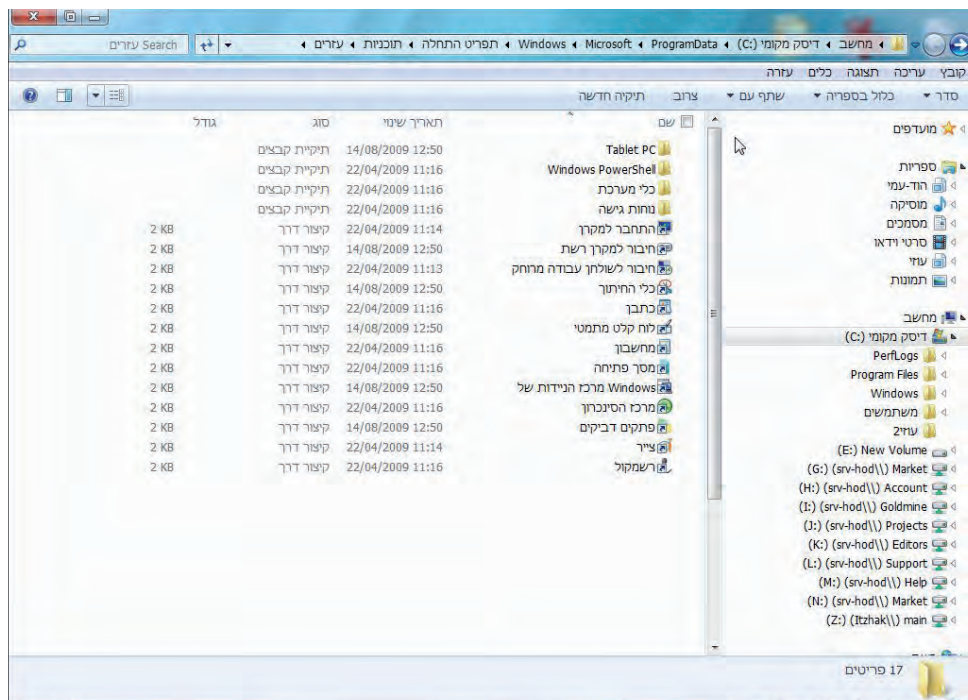 מחשב ◂ דיסק מקומי (C:) ◂ ProgramData ◂ Microsoft ◂ Windows ◂ תפריט התחלה ◂ תוכניות ◂ עזרים ◂
Search עזרים
קובץ עריכה תצוגה כלים עזרה
סדר כלול בספריה שתף עם צרוב תיקיה חדשה
מועדפים
ספריות
הוד-עמי
מוסיקה
מסמכים
סרטי וידאו
עוזי
תמונות
מחשב
דיסק מקומי (C:)
PerfLogs
Program Files
Windows
משתמשים
עוזי2
New Volume (E:)
Market (\\srv-hod) (G:)
Account (\\srv-hod) (H:)
Goldmine (\\srv-hod) (I:)
Projects (\\srv-hod) (J:)
Editors (\\srv-hod) (K:)
Support (\\srv-hod) (L:)
Help (\\srv-hod) (M:)
Market (\\srv-hod) (N:)
main (\\Itzhak) (Z:)
שם תאריך שינוי סוג גודל
Tablet PC 14/08/2009 12:50 תיקיית קבצים
Windows PowerShell 22/04/2009 11:16 תיקיית קבצים
כלי מערכת 22/04/2009 11:16 תיקיית קבצים
נוחות גישה 22/04/2009 11:16 תיקיית קבצים
התחבר למקרן 22/04/2009 11:14 קיצור דרך 2 KB
חיבור למקרן רשת 14/08/2009 12:50 קיצור דרך 2 KB
חיבור לשולחן עבודה מרוחק 22/04/2009 11:13 קיצור דרך 2 KB
כלי החיתוך 14/08/2009 12:50 קיצור דרך 2 KB
כתבן 22/04/2009 11:16 קיצור דרך 2 KB
לוח קלט מתמטי 14/08/2009 12:50 קיצור דרך 2 KB
מחשבון 22/04/2009 11:16 קיצור דרך 2 KB
מסך פתיחה 22/04/2009 11:16 קיצור דרך 2 KB
מרכז הניידות של Windows 14/08/2009 12:50 קיצור דרך 2 KB
מרכז הסינכרון 22/04/2009 11:16 קיצור דרך 2 KB
פתקים דביקים 14/08/2009 12:50 קיצור דרך 2 KB
צייר 22/04/2009 11:14 קיצור דרך 2 KB
רשמקול 22/04/2009 11:16 קיצור דרך 2 KB
17 פריטים